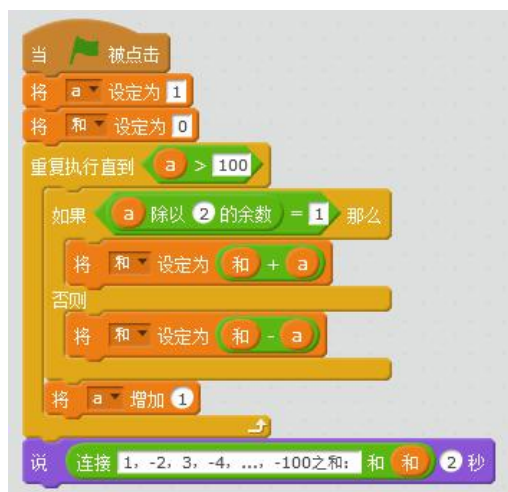 当 被点击
将 a 设定为 1
将 和 设定为 0
重复执行直到 a > 100
如果 a 除以 2 的余数 = 1 那么
将 和 设定为 和 + a
否则
将 和 设定为 和 - a
将 a 增加 1
说 连接 1, -2, 3, -4, ..., -100之和: 和 和 2 秒